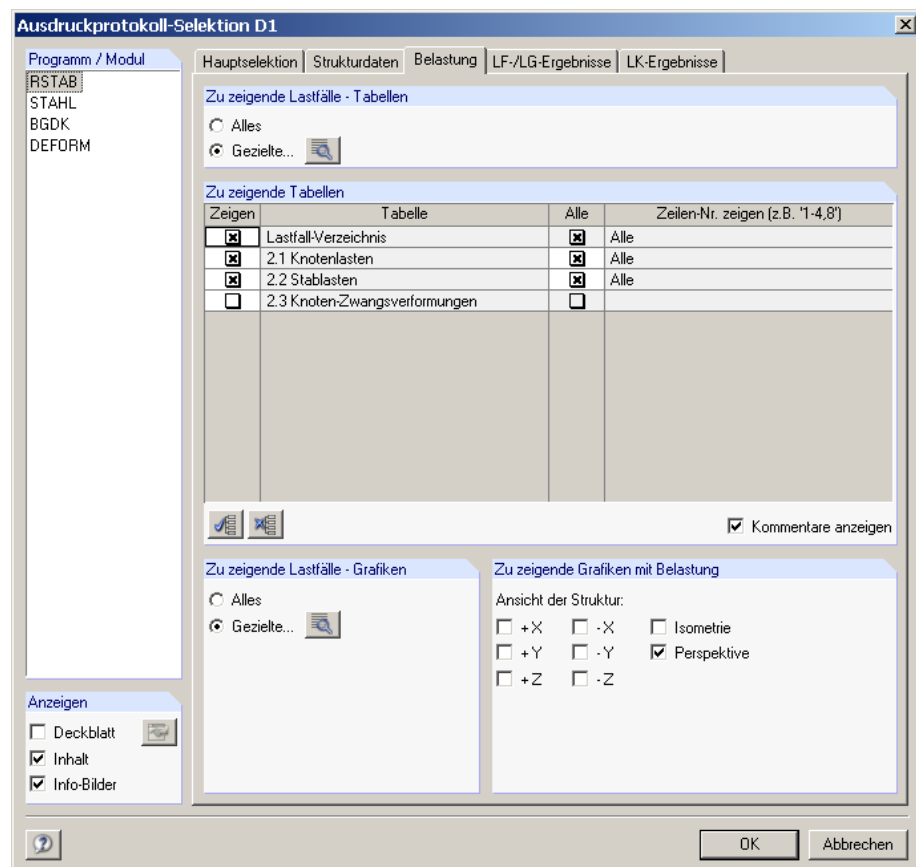 Ausdruckprotokoll-Selektion D1
Programm / Modul
RSTAB
STAHL
BGDK
DEFORM
Hauptselektion Strukturdaten Belastung LF-/LG-Ergebnisse LK-Ergebnisse
Zu zeigende Lastfälle - Tabellen
Alles
Gezielte...
Zu zeigende Tabellen
Zeigen Tabelle Alle Zeilen-Nr. zeigen (z.B. '1-4,8')
Lastfall-Verzeichnis Alle
2.1 Knotenlasten Alle
2.2 Stablasten Alle
2.3 Knoten-Zwangsverformungen
Kommentare anzeigen
Zu zeigende Lastfälle - Grafiken
Alles
Gezielte...
Zu zeigende Grafiken mit Belastung
Ansicht der Struktur:
+X -X Isometrie
+Y -Y Perspektive
+Z -Z
Anzeigen
Deckblatt
Inhalt
Info-Bilder
OK Abbrechen